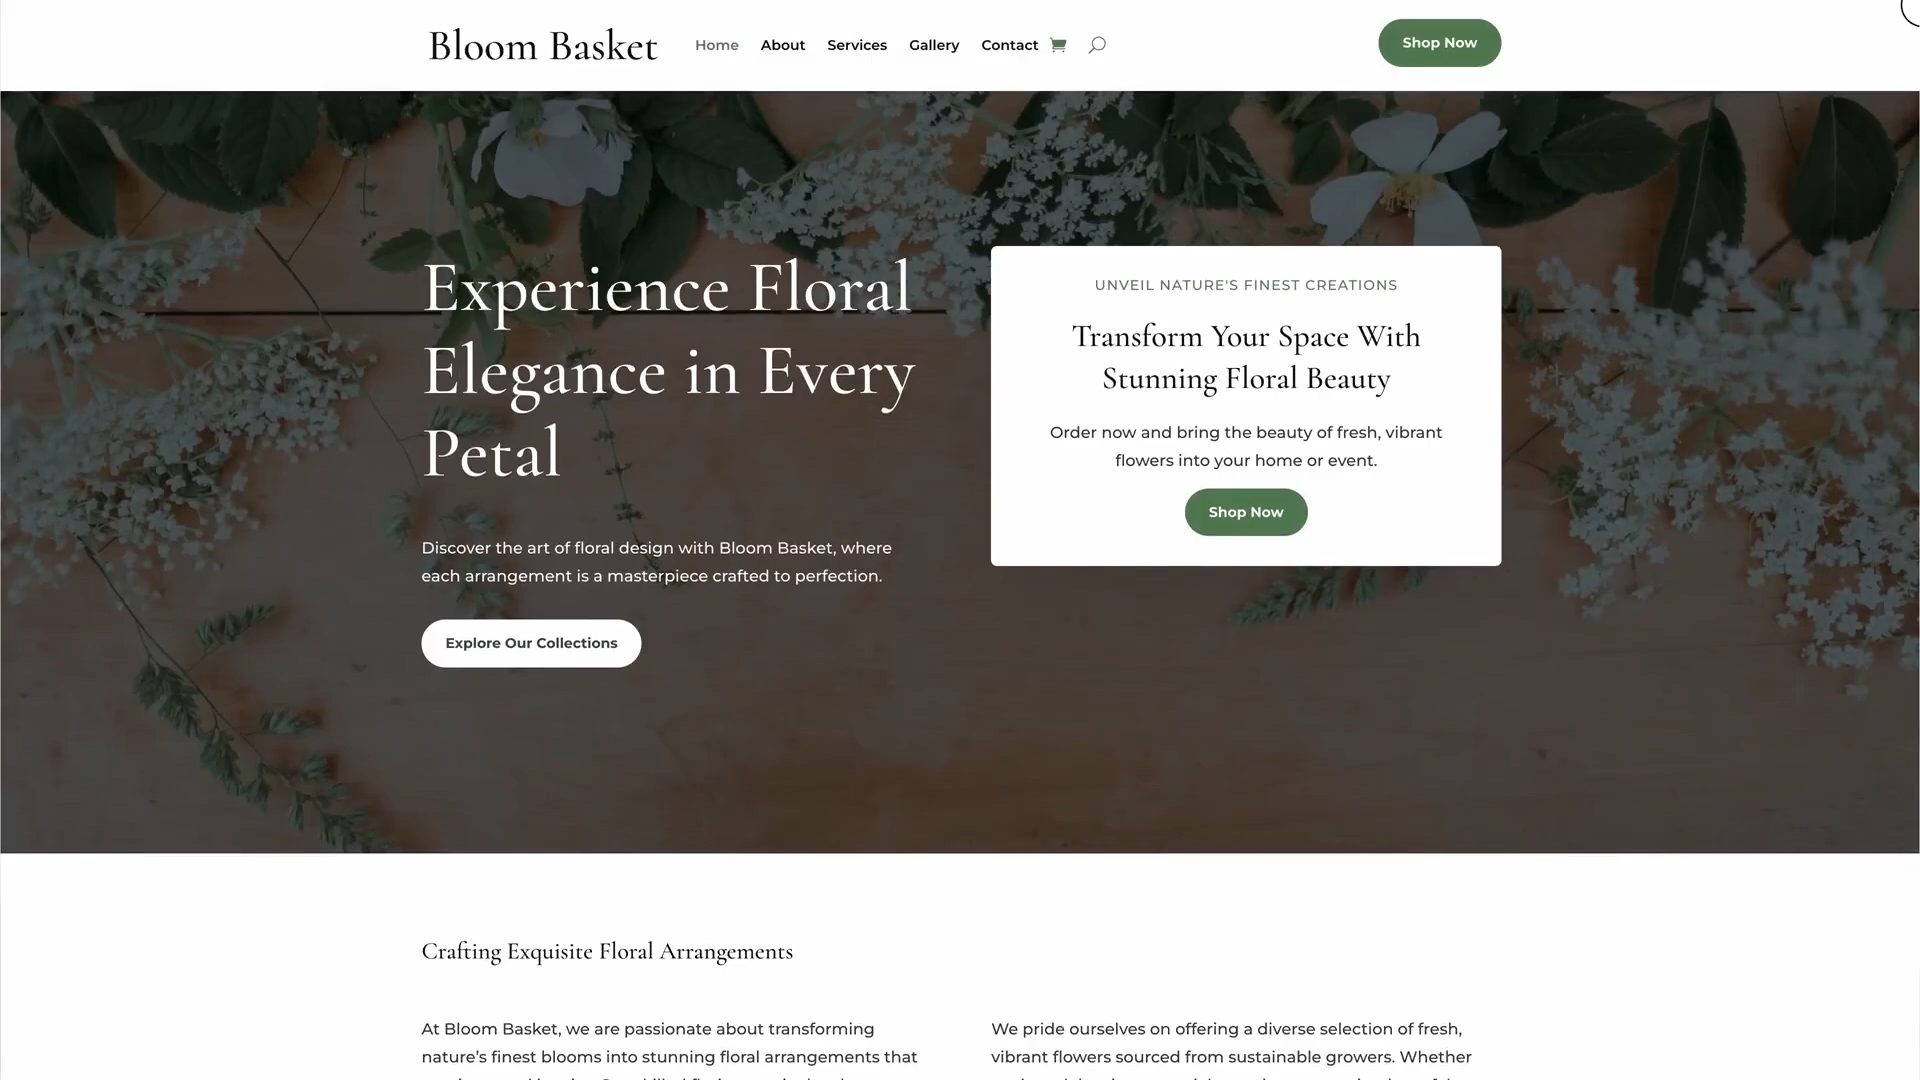 Bloom Basket
Home About Services Gallery Contact
Shop Now
Experience Floral
Elegance in Every
Petal
Discover the art of floral design with Bloom Basket, where
each arrangement is a masterpiece crafted to perfection.
Explore Our Collections
UNVEIL NATURE'S FINEST CREATIONS
Transform Your Space With
Stunning Floral Beauty
Order now and bring the beauty of fresh, vibrant
flowers into your home or event.
Shop Now
Crafting Exquisite Floral Arrangements
At Bloom Basket, we are passionate about transforming
nature's finest blooms into stunning floral arrangements that
We pride ourselves on offering a diverse selection of fresh,
vibrant flowers sourced from sustainable growers. Whether